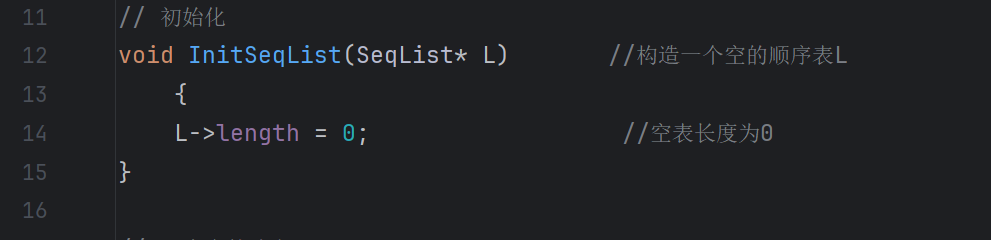 11 // 初始化
12 void InitSeqList(SeqList* L) //构造一个空的顺序表L
13 {
14 L->length = 0; //空表长度为0
15 }
16